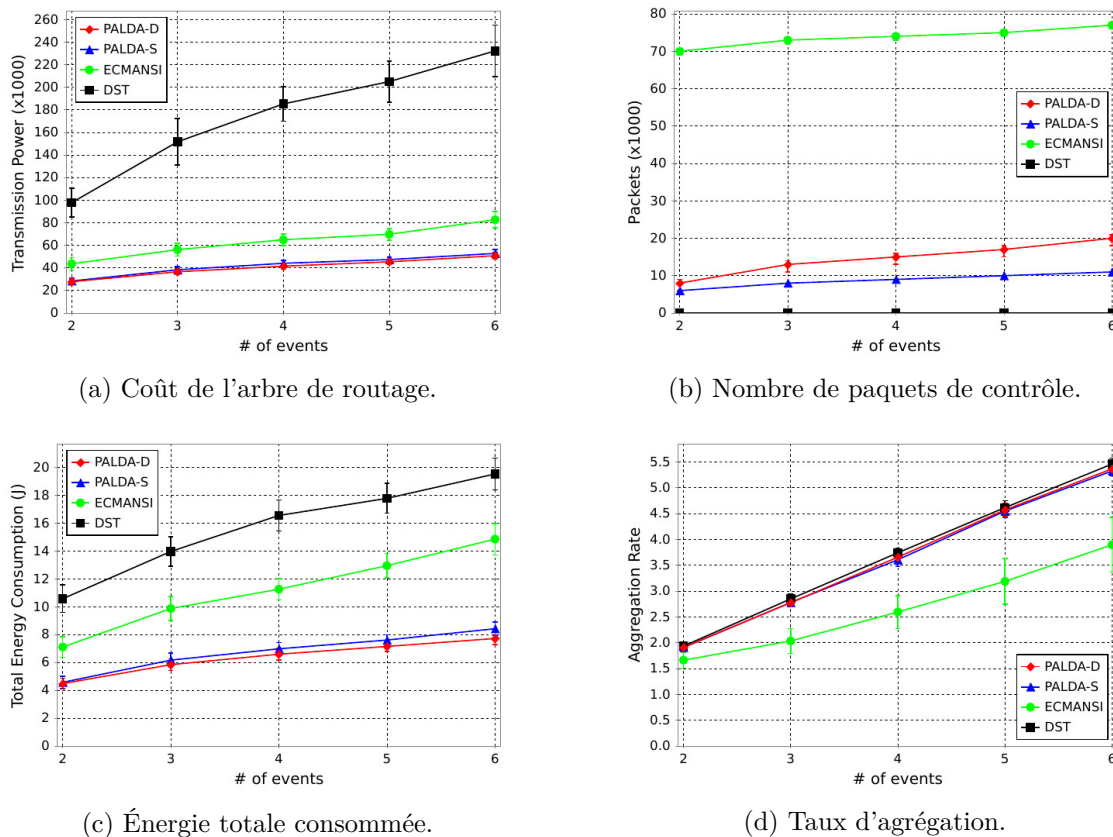 Transmission Power (x1000)
260
240
220
200
180
160
140
120
100
80
60
40
20
0
PALDA-D
PALDA-S
ECMANSI
DST
2 3 4 5 6
# of events
(a) Coût de l'arbre de routage.
Packets (x1000)
80
70
60
50
40
30
20
10
0
PALDA-D
PALDA-S
ECMANSI
DST
2 3 4 5 6
# of events
(b) Nombre de paquets de contrôle.
Total Energy Consumption (J)
20
18
16
14
12
10
8
6
4
2
0
PALDA-D
PALDA-S
ECMANSI
DST
2 3 4 5 6
# of events
(c) Énergie totale consommée.
Aggregation Rate
5.5
5.0
4.5
4.0
3.5
3.0
2.5
2.0
1.5
1.0
0.5
0.0
PALDA-D
PALDA-S
ECMANSI
DST
2 3 4 5 6
# of events
(d) Taux d'agrégation.